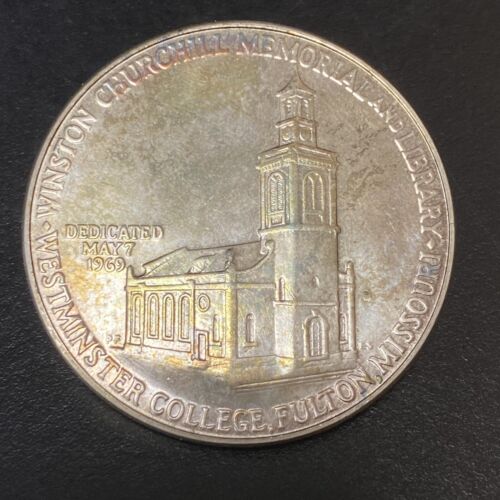 WINSTON CHURCHILL MEMORIAL AND LIBRARY
WESTMINSTER COLLEGE, FULTON, MISSOURI
DEDICATED
MAY 7
1969